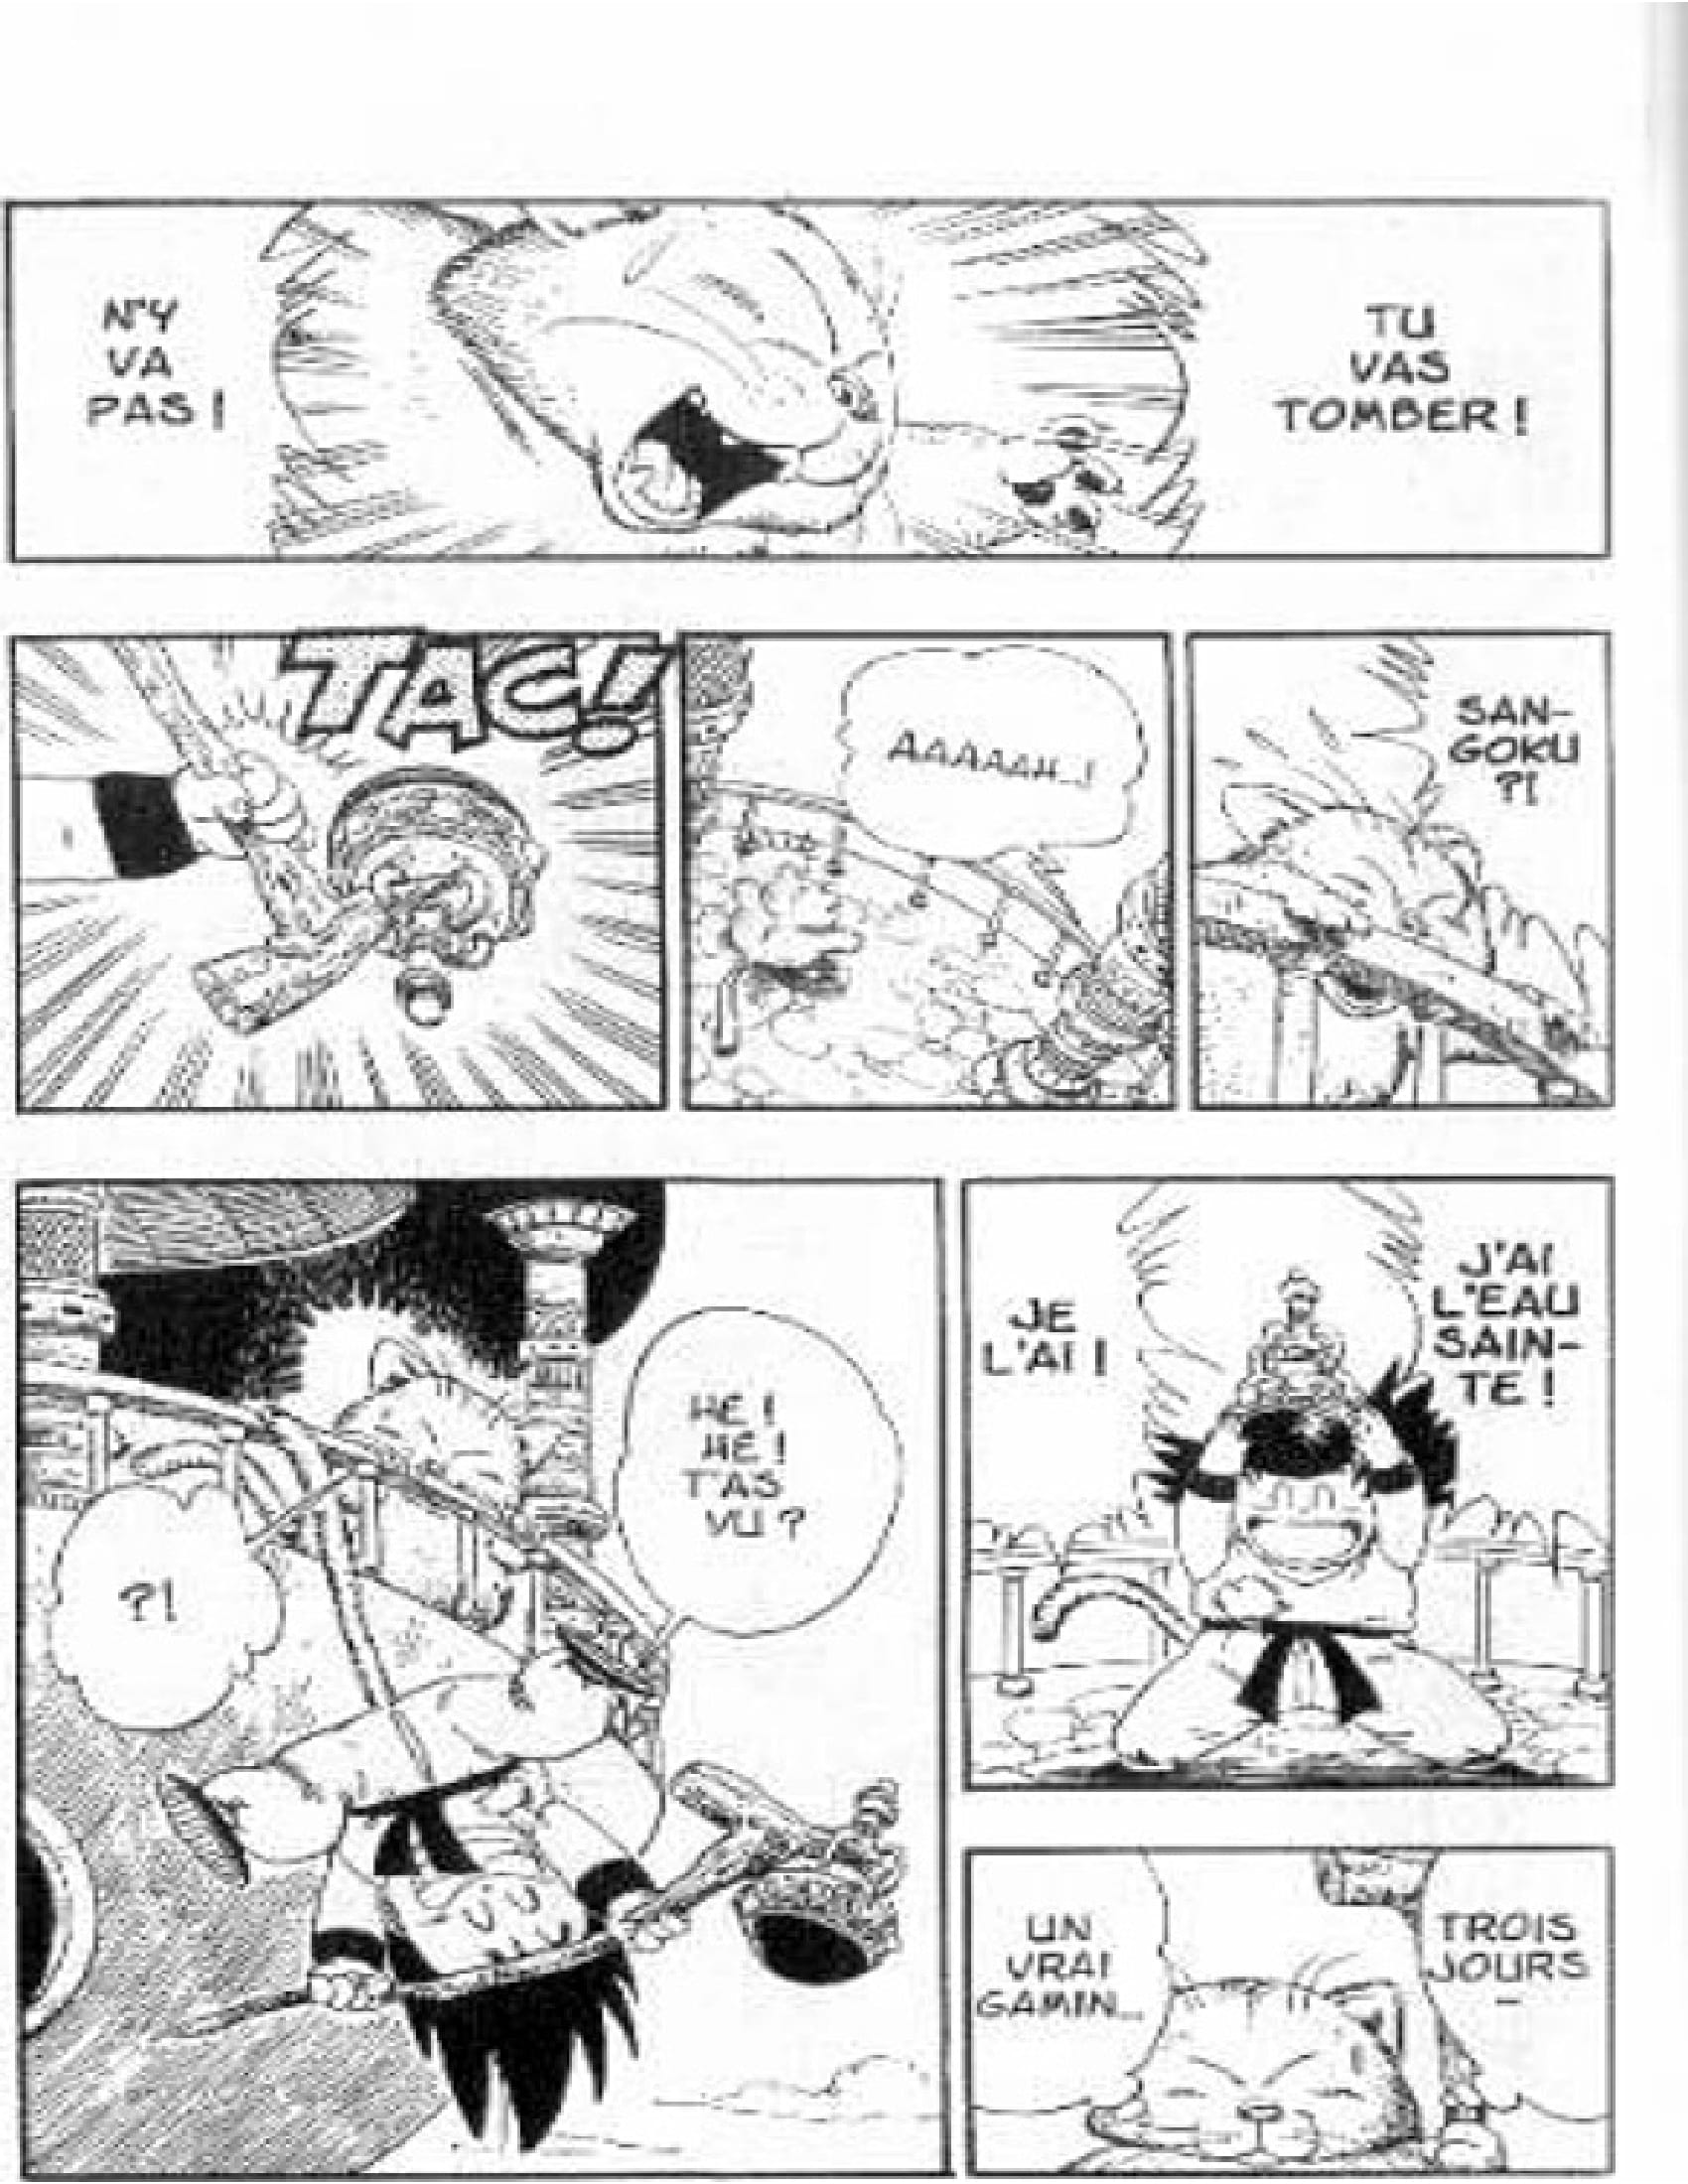 N'Y
VA
PAS !
TU
VAS
TOMBER !
TAC !
AAAAAH...!
SAN-
GOKU
?!
?!
HE !
HE !
T'AS
VU ?
JE
L'AI !
J'AI
L'EAU
SAIN-
TE !
UN
VRAI
GAMIN...
TROIS
JOURS
...